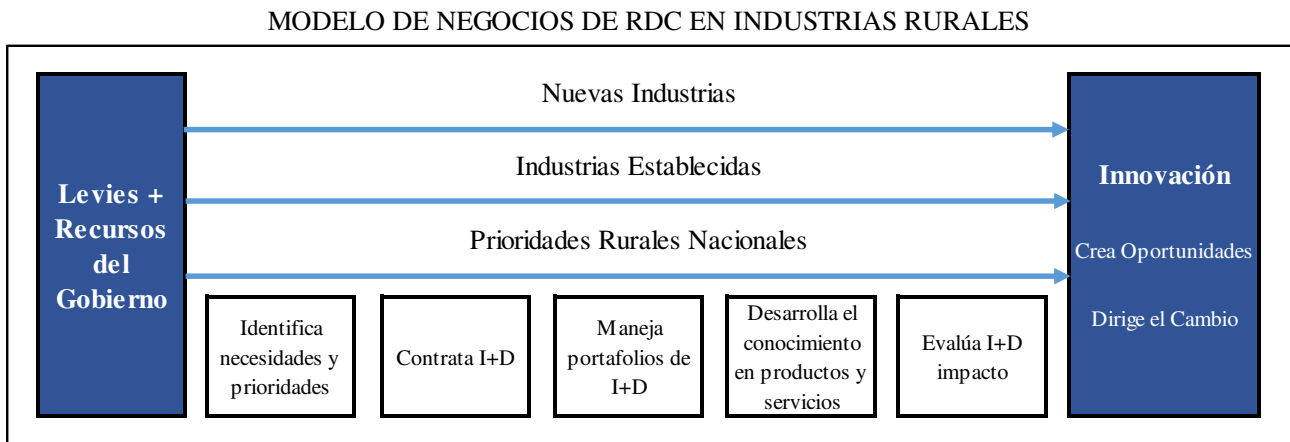 MODELO DE NEGOCIOS DE RDC EN INDUSTRIAS RURALES
Levies +
Recursos
del
Gobierno
Nuevas Industrias
Industrias Establecidas
Prioridades Rurales Nacionales
Identifica
necesidades y
prioridades
Contrata I+D
Maneja
portafolios de
I+D
Desarrolla el
conocimiento
en productos y
servicios
Evalúa I+D
impacto
Innovación
Crea Oportunidades
Dirige el Cambio